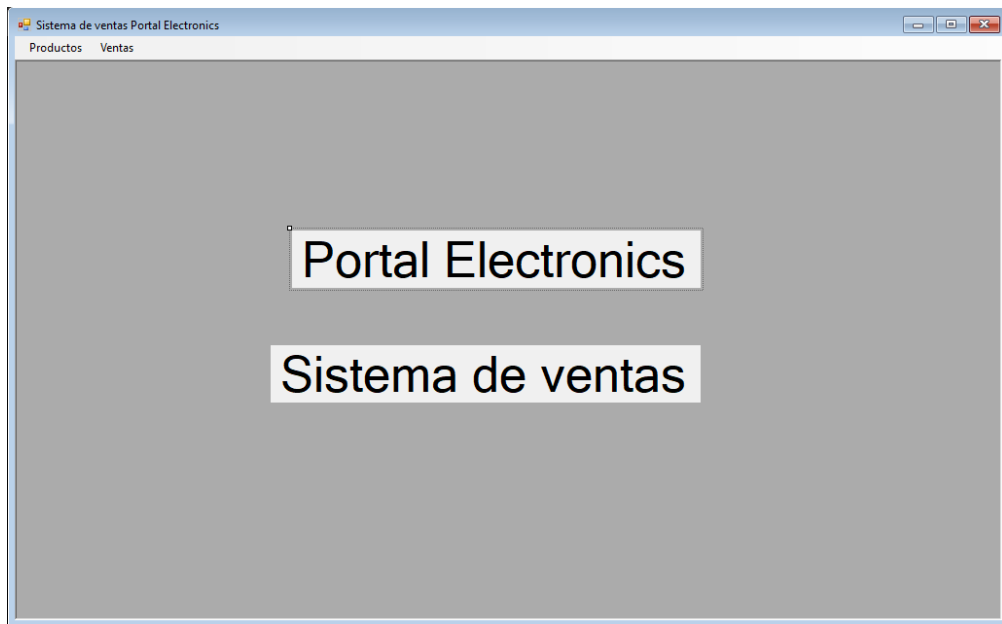 Sistema de ventas Portal Electronics
Productos Ventas
Portal Electronics
Sistema de ventas